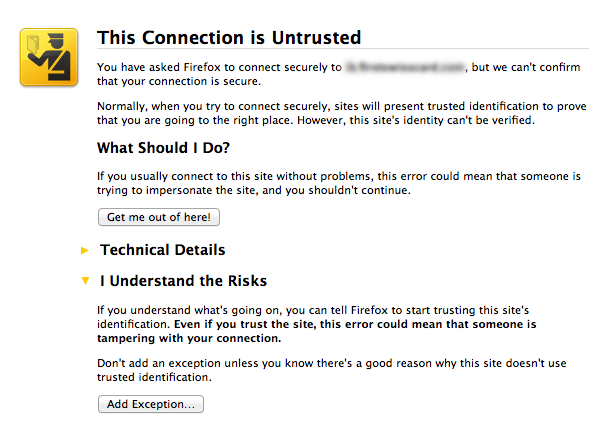 This Connection is Untrusted
You have asked Firefox to connect securely to , but we can't confirm
that your connection is secure.
Normally, when you try to connect securely, sites will present trusted identification to prove
that you are going to the right place. However, this site's identity can't be verified.
What Should I Do?
If you usually connect to this site without problems, this error could mean that someone is
trying to impersonate the site, and you shouldn't continue.
Get me out of here!
Technical Details
I Understand the Risks
If you understand what's going on, you can tell Firefox to start trusting this site's
identification. Even if you trust the site, this error could mean that someone is
tampering with your connection.
Don't add an exception unless you know there's a good reason why this site doesn't use
trusted identification.
Add Exception...